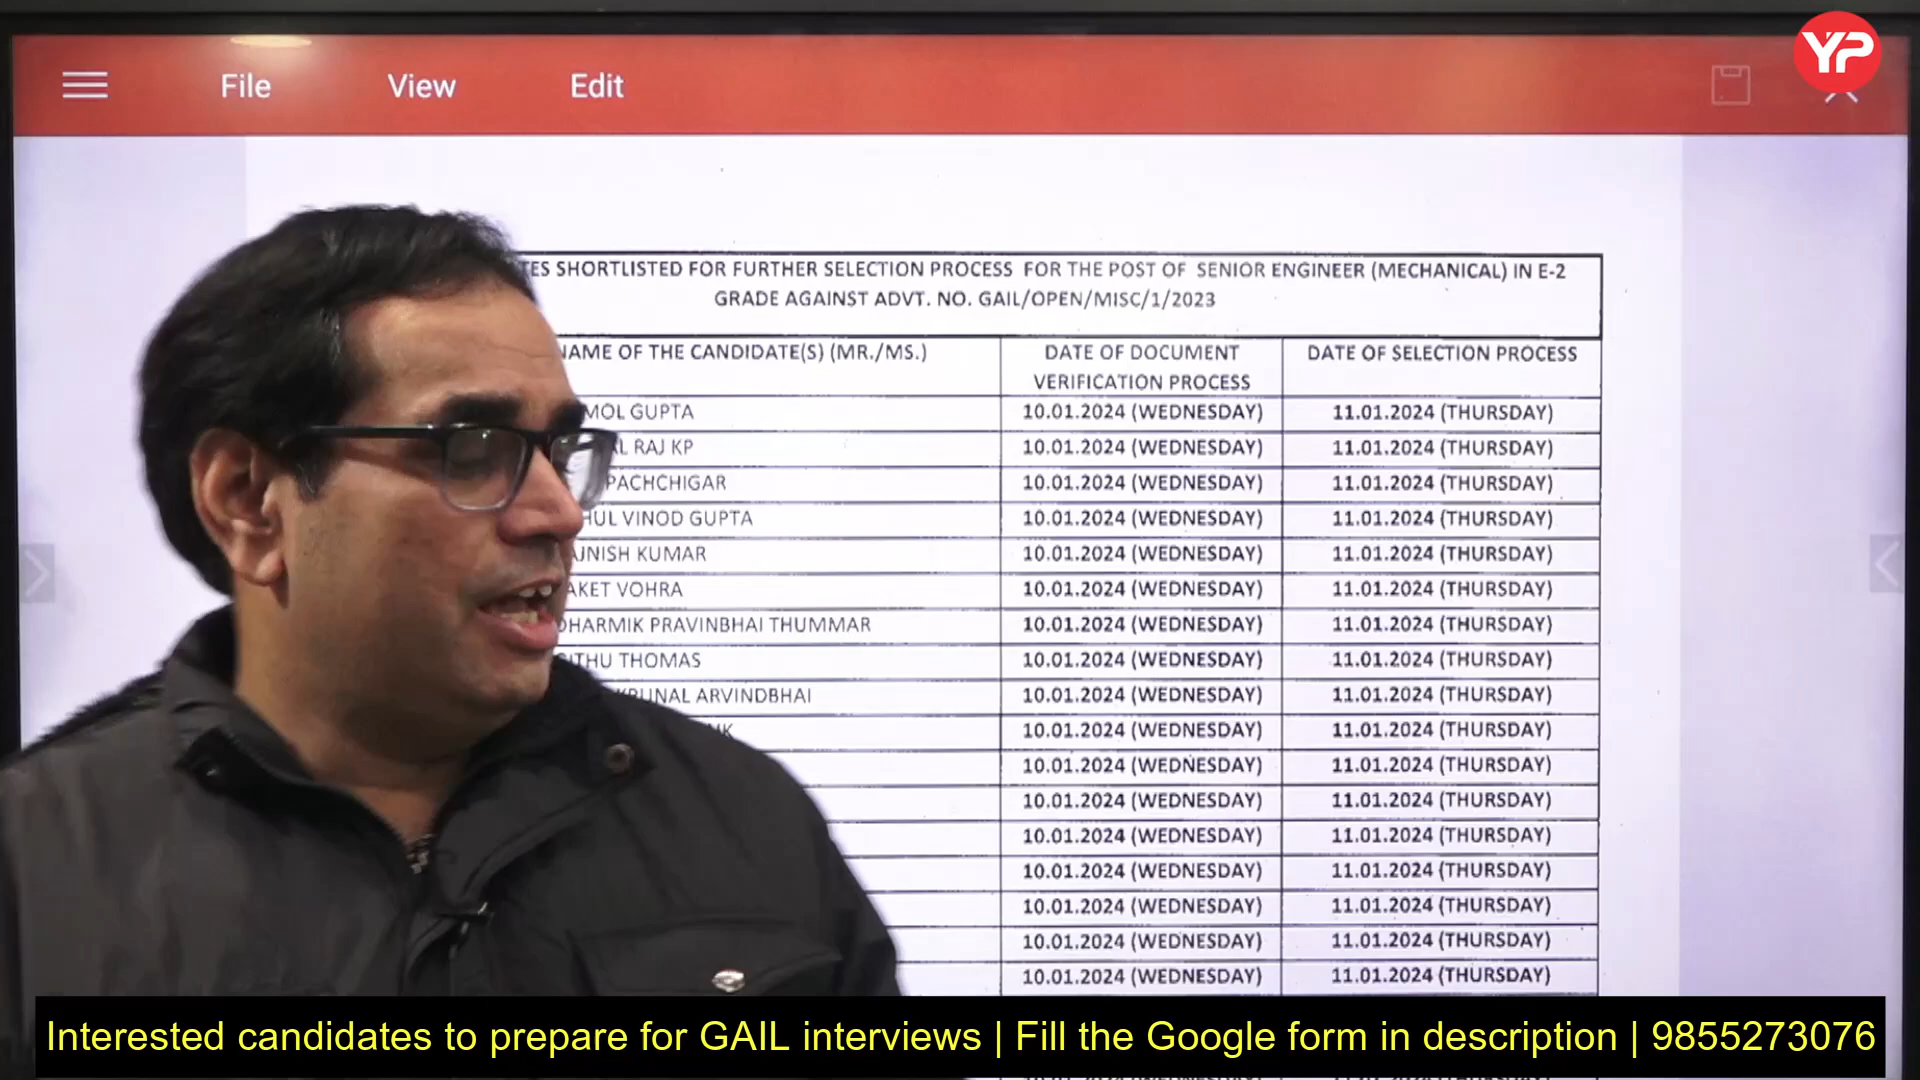 YP
File View Edit
TES SHORTLISTED FOR FURTHER SELECTION PROCESS FOR THE POST OF SENIOR ENGINEER (MECHANICAL) IN E-2
GRADE AGAINST ADVT. NO. GAIL/OPEN/MISC/1/2023
NAME OF THE CANDIDATE(S) (MR./MS.) DATE OF DOCUMENT VERIFICATION PROCESS DATE OF SELECTION PROCESS
MOL GUPTA 10.01.2024 (WEDNESDAY) 11.01.2024 (THURSDAY)
RAJ KP 10.01.2024 (WEDNESDAY) 11.01.2024 (THURSDAY)
PACHCHIGAR 10.01.2024 (WEDNESDAY) 11.01.2024 (THURSDAY)
HUL VINOD GUPTA 10.01.2024 (WEDNESDAY) 11.01.2024 (THURSDAY)
AJNISH KUMAR 10.01.2024 (WEDNESDAY) 11.01.2024 (THURSDAY)
AKET VOHRA 10.01.2024 (WEDNESDAY) 11.01.2024 (THURSDAY)
DHARMIK PRAVINBHAI THUMMAR 10.01.2024 (WEDNESDAY) 11.01.2024 (THURSDAY)
ITHU THOMAS 10.01.2024 (WEDNESDAY) 11.01.2024 (THURSDAY)
KRUNAL ARVINDBHAI 10.01.2024 (WEDNESDAY) 11.01.2024 (THURSDAY)
10.01.2024 (WEDNESDAY) 11.01.2024 (THURSDAY)
10.01.2024 (WEDNESDAY) 11.01.2024 (THURSDAY)
10.01.2024 (WEDNESDAY) 11.01.2024 (THURSDAY)
10.01.2024 (WEDNESDAY) 11.01.2024 (THURSDAY)
10.01.2024 (WEDNESDAY) 11.01.2024 (THURSDAY)
10.01.2024 (WEDNESDAY) 11.01.2024 (THURSDAY)
10.01.2024 (WEDNESDAY) 11.01.2024 (THURSDAY)
10.01.2024 (WEDNESDAY) 11.01.2024 (THURSDAY)
Interested candidates to prepare for GAIL interviews | Fill the Google form in description | 9855273076